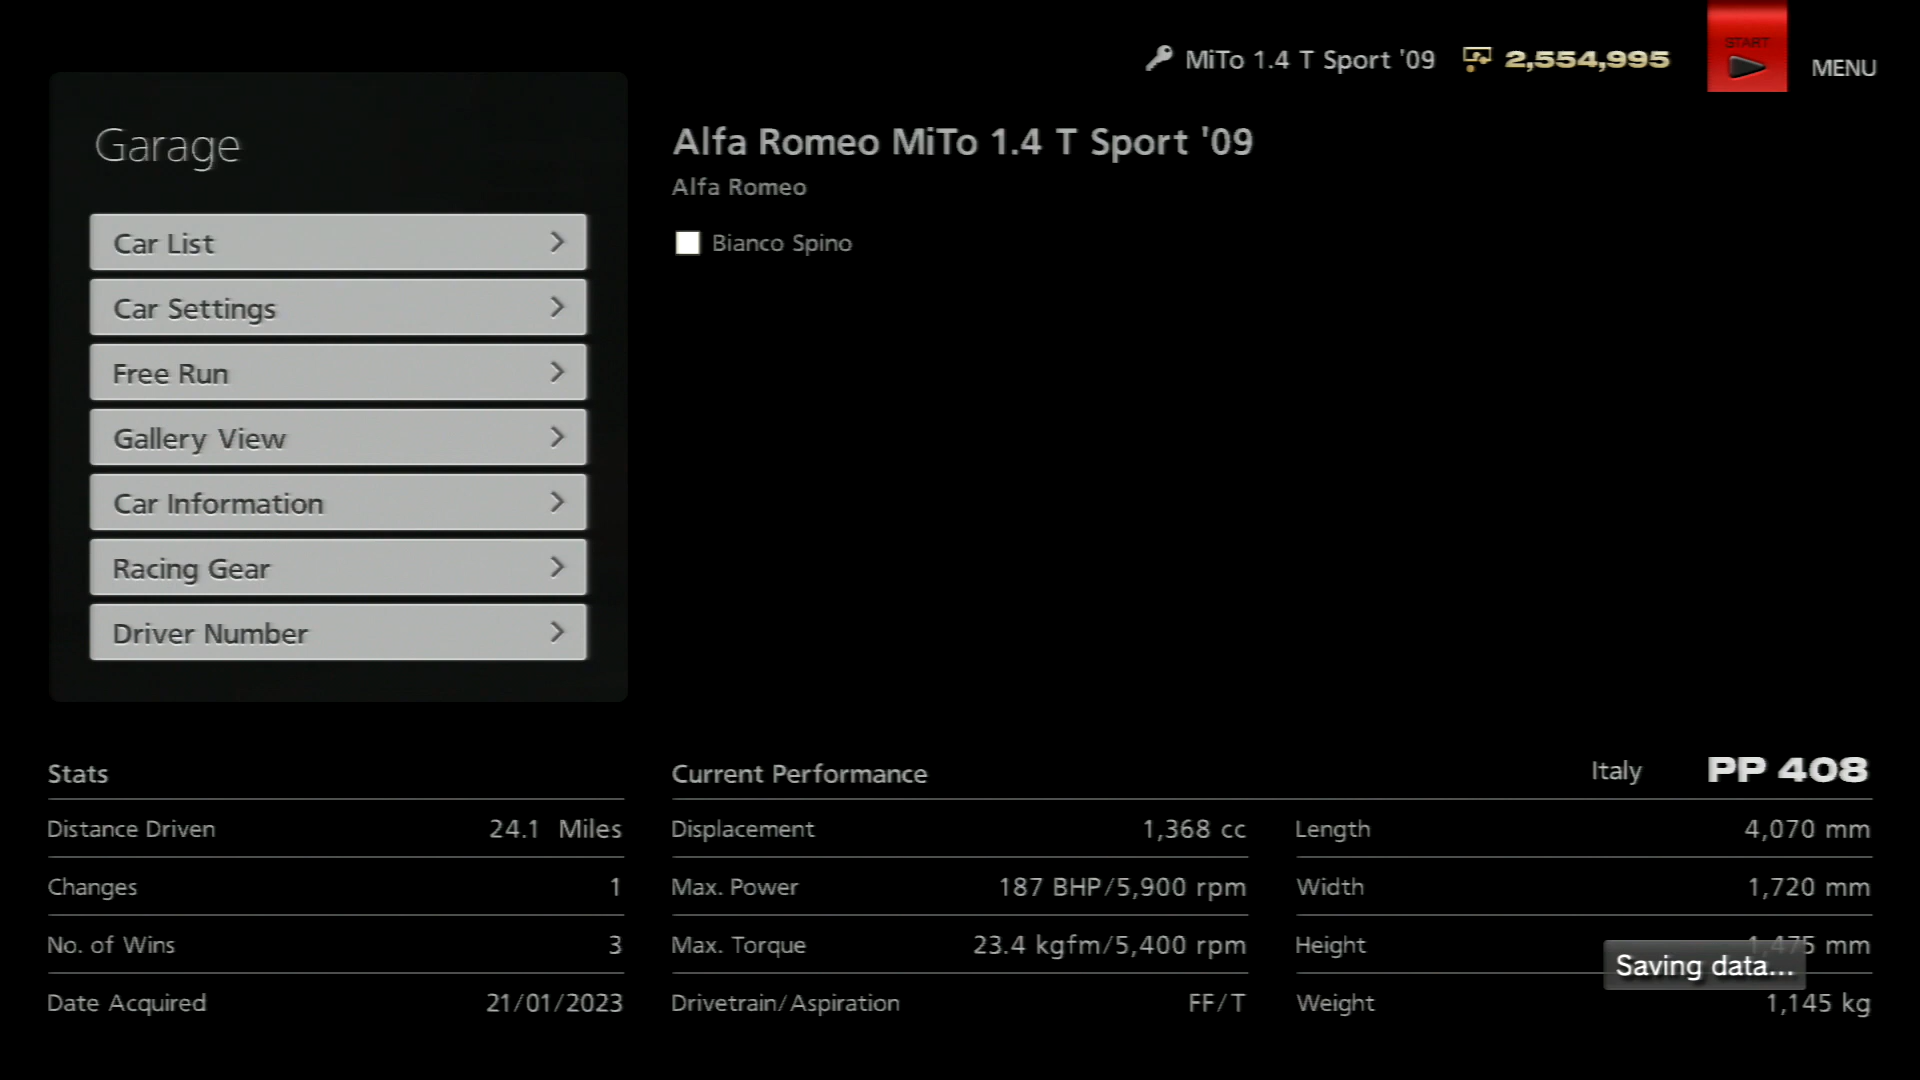 MiTo 1.4 T Sport '09
2,554,995
START
MENU
Garage
Car List
Car Settings
Free Run
Gallery View
Car Information
Racing Gear
Driver Number
Alfa Romeo MiTo 1.4 T Sport '09
Alfa Romeo
Bianco Spino
Stats
Distance Driven 24.1 Miles
Changes 1
No. of Wins 3
Date Acquired 21/01/2023
Current Performance
Italy
PP 408
Displacement 1,368 cc
Max. Power 187 BHP/5,900 rpm
Max. Torque 23.4 kgfm/5,400 rpm
Drivetrain/Aspiration FF/T
Length 4,070 mm
Width 1,720 mm
Height 1,475 mm
Saving data...
Weight 1,145 kg